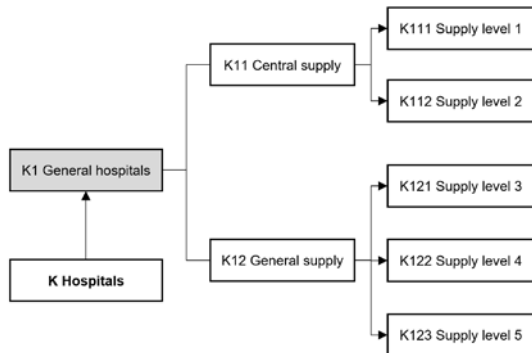 K111 Supply level 1
K11 Central supply
K112 Supply level 2
K1 General hospitals
K121 Supply level 3
K12 General supply
K122 Supply level 4
K Hospitals
K123 Supply level 5